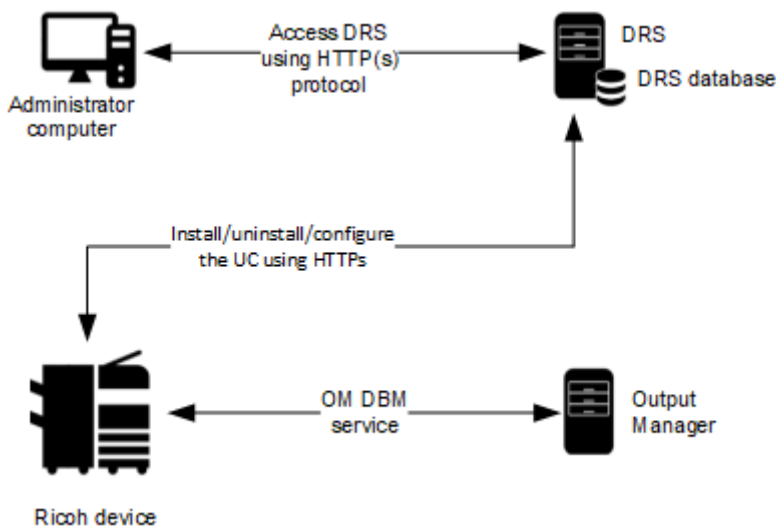 Access DRS
using HTTP(s)
protocol
DRS
DRS database
Administrator
computer
Install/uninstall/configure
the UC using HTTPs
OM DBM
service
Output
Manager
Ricoh device